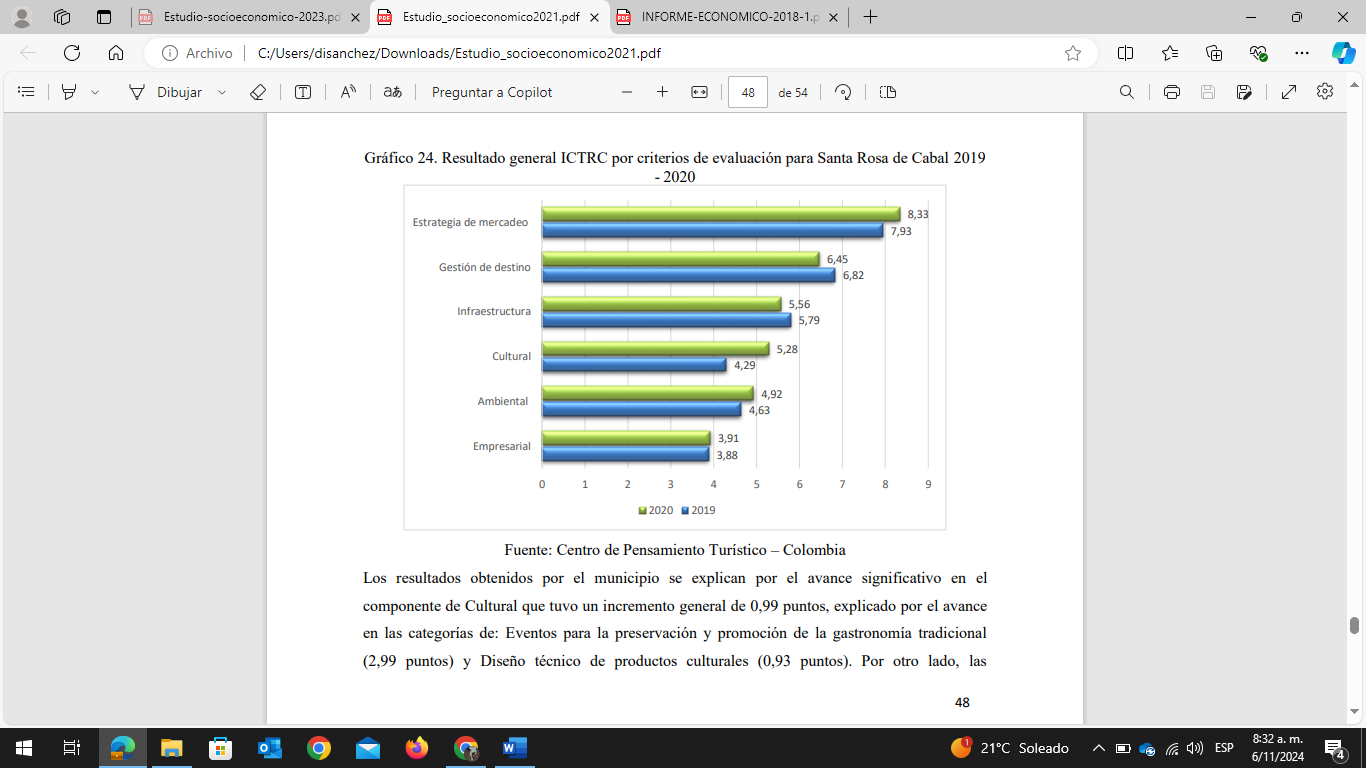 Estudio-socioeconomico-2023.pd
Estudio_socioeconomico2021.pdf
INFORME-ECONOMICO-2018-1.p
Archivo
C:/Users/disanchez/Downloads/Estudio_socioeconomico2021.pdf
Dibujar
Preguntar a Copilot
48
de 54
Gráfico 24. Resultado general ICTRC por criterios de evaluación para Santa Rosa de Cabal 2019
- 2020
Estrategia de mercadeo
8,33
7,93
Gestión de destino
6,45
6,82
Infraestructura
5,56
5,79
Cultural
5,28
4,29
Ambiental
4,92
4,63
Empresarial
3,91
3,88
0 1 2 3 4 5 6 7 8 9
2020 2019
Fuente: Centro de Pensamiento Turístico – Colombia
Los resultados obtenidos por el municipio se explican por el avance significativo en el
componente de Cultural que tuvo un incremento general de 0,99 puntos, explicado por el avance
en las categorías de: Eventos para la preservación y promoción de la gastronomía tradicional
(2,99 puntos) y Diseño técnico de productos culturales (0,93 puntos). Por otro lado, las
48
21°C Soleado
ESP
8:32 a. m.
6/11/2024
4